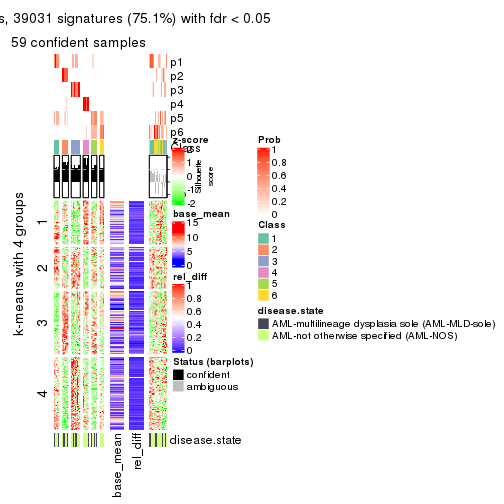 s, 39031 signatures (75.1%) with fdr < 0.05
59 confident samples
p1
p2
p3
p4
p5
p6
Class
Silhouette score
k-means with 4 groups
1
2
3
4
base_mean
rel_diff
disease.state
z-score
2
0
-2
base_mean
15
10
5
0
rel_diff
1
0.8
0.6
0.4
0.2
0
Status (barplots)
confident
ambiguous
Prob
1
0.8
0.6
0.4
0.2
0
Class
1
2
3
4
5
6
disease.state
AML-multilineage dysplasia sole (AML-MLD-sole)
AML-not otherwise specified (AML-NOS)